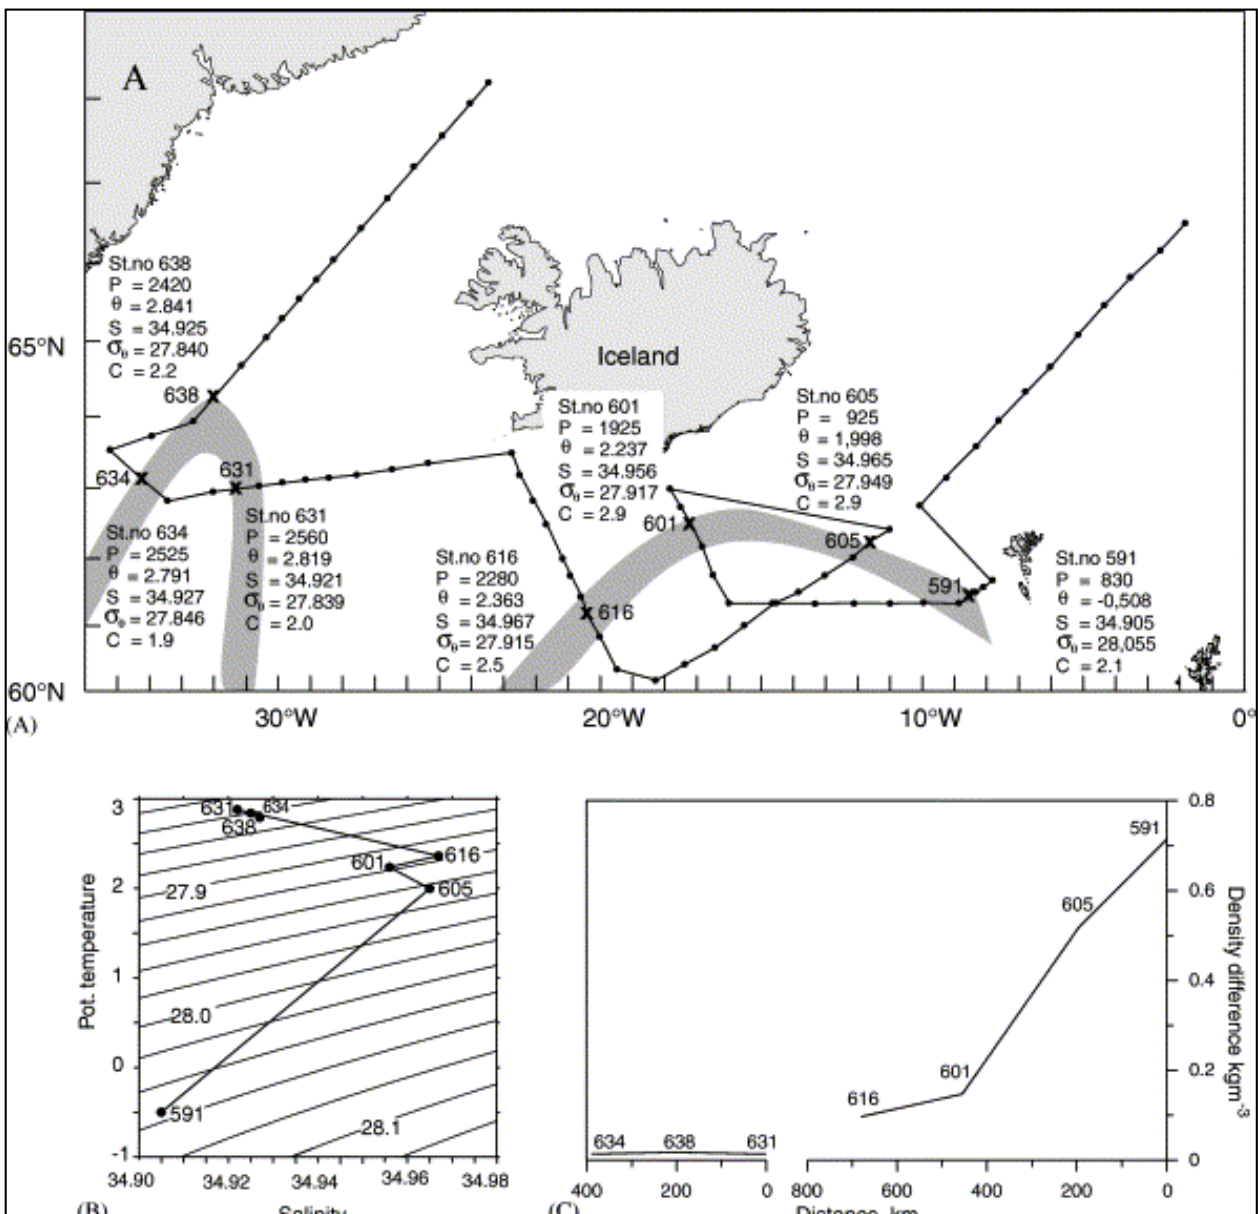 A
St.no 638
P = 2420
θ = 2.841
S = 34.925
σθ = 27.840
C = 2.2
65°N
Iceland
638
St.no 601
P = 1925
θ = 2.237
S = 34.956
σθ = 27.917
C = 2.9
St.no 605
P = 925
θ = 1,998
S = 34.965
σθ = 27.949
C = 2.9
634
631
601
605
St.no 634
P = 2525
θ = 2.791
S = 34.927
σθ = 27.846
C = 1.9
St.no 631
P = 2560
θ = 2.819
S = 34.921
σθ = 27.839
C = 2.0
St.no 616
P = 2280
θ = 2.363
S = 34.967
σθ = 27.915
C = 2.5
616
591
St.no 591
P = 830
θ = -0,508
S = 34.905
σθ = 28,055
C = 2.1
60°N
(A)
30°W
20°W
10°W
0°
3
2
1
0
-1
Pot. temperature
631
634
638
601
616
605
27.9
28.0
591
28.1
34.90
34.92
34.94
34.96
34.98
(B)
Salinity
0.8
0.6
0.4
0.2
0
Density difference kgm-3
591
605
601
616
634
638
631
400
200
0
800
600
400
200
0
(C)
Distance, km